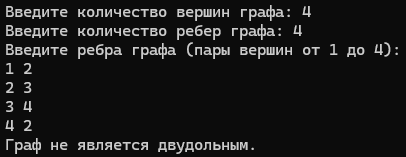 Введите количество вершин графа: 4
Введите количество ребер графа: 4
Введите ребра графа (пары вершин от 1 до 4):
1 2
2 3
3 4
4 2
Граф не является двудольным.